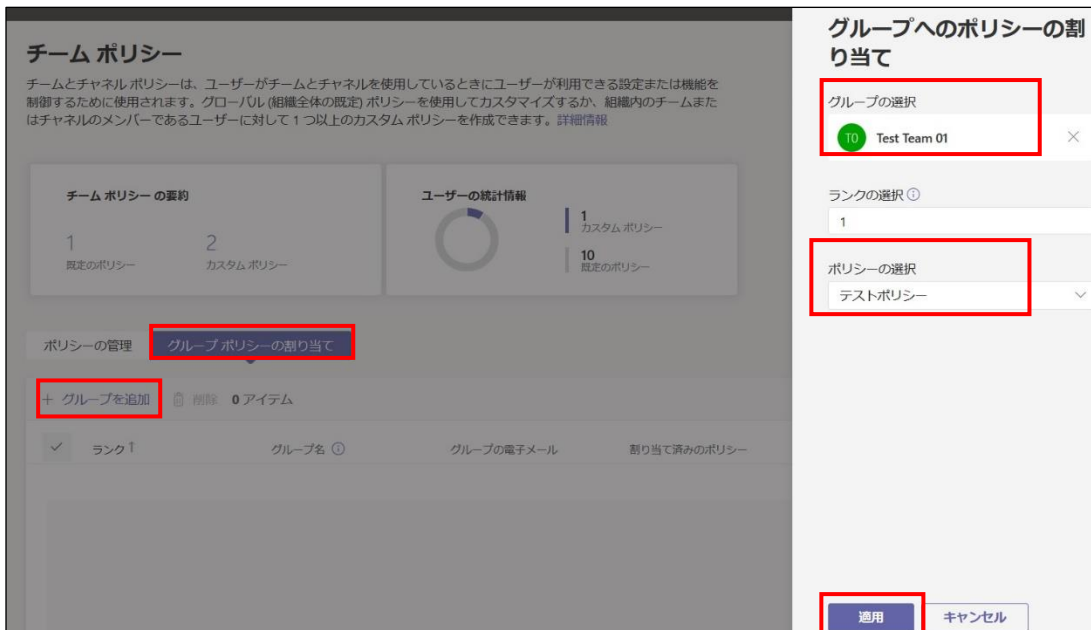 チーム ポリシー
チームとチャネル ポリシーは、ユーザーがチームとチャネルを使用しているときにユーザーが利用できる設定または機能を
制御するために使用されます。グローバル (組織全体の既定) ポリシーを使用してカスタマイズするか、組織内のチームまた
はチャネルのメンバーであるユーザーに対して 1 つ以上のカスタム ポリシーを作成できます。詳細情報
チーム ポリシー の要約
1
既定のポリシー
2
カスタム ポリシー
ユーザーの統計情報
1
カスタム ポリシー
10
既定のポリシー
ポリシーの管理
グループ ポリシーの割り当て
+ グループを追加
削除
0 アイテム
ランク↑
グループ名
グループの電子メール
割り当て済みのポリシー
グループへのポリシーの割
り当て
グループの選択
TO Test Team 01
ランクの選択
1
ポリシーの選択
テストポリシー
適用
キャンセル